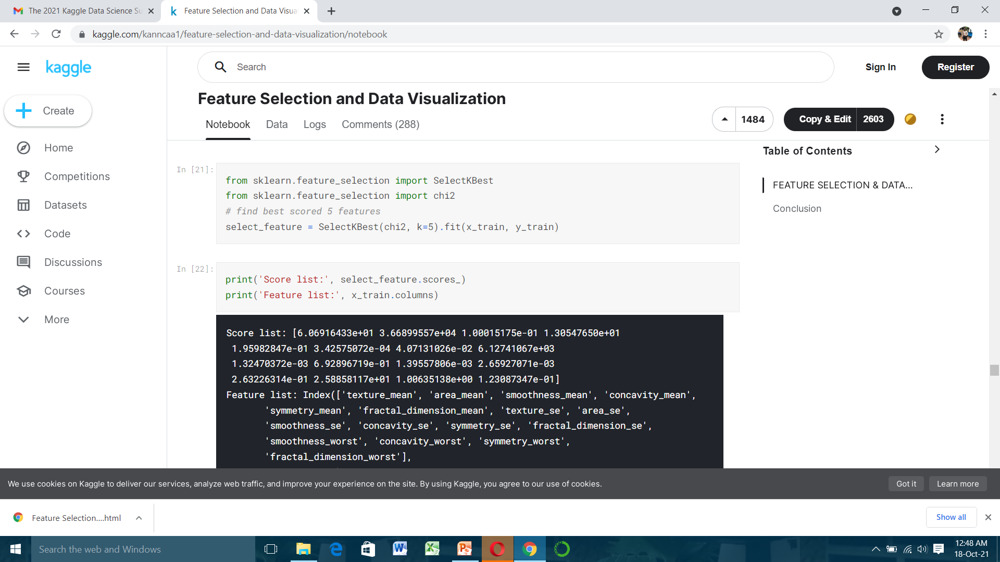 The 2021 Kaggle Data Science Su
Feature Selection and Data Visua
kaggle.com/kanncaa1/feature-selection-and-data-visualization/notebook
kaggle
Search
Sign In
Register
Create
Feature Selection and Data Visualization
Notebook
Data
Logs
Comments (288)
1484
Copy & Edit
2603
Home
Competitions
Datasets
Code
Discussions
Courses
More
Table of Contents
FEATURE SELECTION & DATA...
Conclusion
In [21]:
from sklearn.feature_selection import SelectKBest
from sklearn.feature_selection import chi2
# find best scored 5 features
select_feature = SelectKBest(chi2, k=5).fit(x_train, y_train)
In [22]:
print('Score list:', select_feature.scores_)
print('Feature list:', x_train.columns)
Score list: [6.06916433e+01 3.66899557e+04 1.00015175e-01 1.30547650e+01
1.95982847e-01 3.42575072e-04 4.07131026e-02 6.12741067e+03
1.32470372e-03 6.92896719e-01 1.39557806e-03 2.65927071e-03
2.63226314e-01 2.58858117e+01 1.00635138e+00 1.23087347e-01]
Feature list: Index(['texture_mean', 'area_mean', 'smoothness_mean', 'concavity_mean',
'symmetry_mean', 'fractal_dimension_mean', 'texture_se', 'area_se',
'smoothness_se', 'concavity_se', 'symmetry_se', 'fractal_dimension_se',
'smoothness_worst', 'concavity_worst', 'symmetry_worst',
'fractal_dimension_worst'],
We use cookies on Kaggle to deliver our services, analyze web traffic, and improve your experience on the site. By using Kaggle, you agree to our use of cookies.
Got it
Learn more
Feature Selection....html
Show all
Search the web and Windows
12:48 AM
18-Oct-21